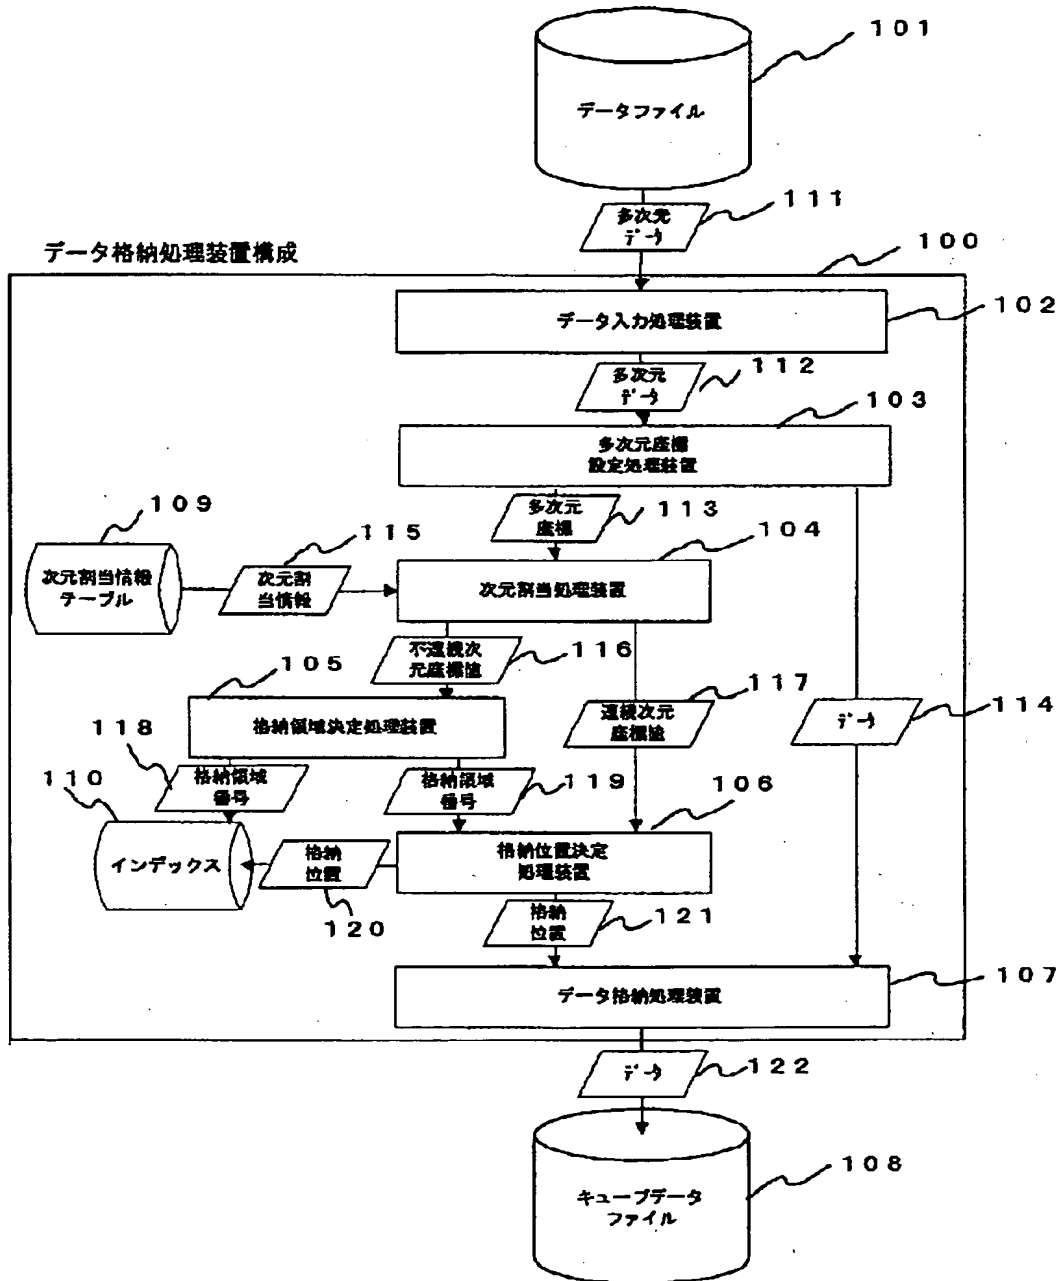 101
データファイル
多次元
データ
111
データ格納処理装置構成
100
データ入力処理装置
102
多次元
データ
112
103
多次元座標
設定処理装置
109
多次元
座標
113
115
104
次元割当情報
テーブル
次元割
当情報
次元割当処理装置
不連続次
元座標値
116
105
117
格納領域決定処理装置
連続次元
座標値
データ
114
118
格納領域
番号
格納領域
番号
119
110
106
インデックス
格納
位置
格納位置決定
処理装置
120
格納
位置
121
データ格納処理装置
107
データ
122
キューブデータ
ファイル
108